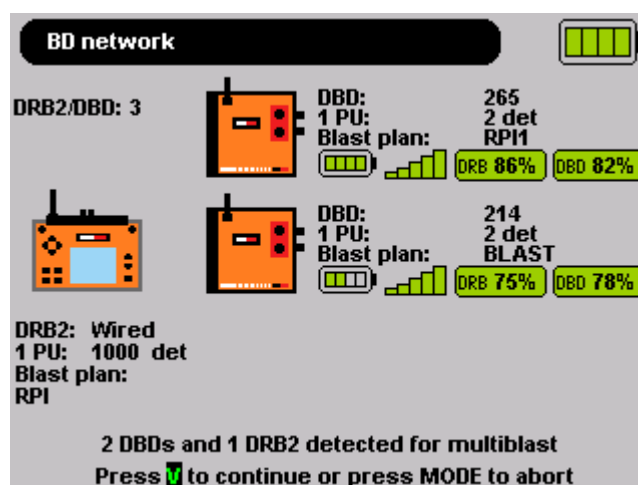 BD network
DRB2/DBD: 3
DBD: 265
1 PU: 2 det
Blast plan: RPI1
DRB 86% DBD 82%
DBD: 214
1 PU: 2 det
Blast plan: BLAST
DRB 75% DBD 78%
DRB2: Wired
1 PU: 1000 det
Blast plan:
RPI
2 DBDs and 1 DRB2 detected for multiblast
Press V to continue or press MODE to abort